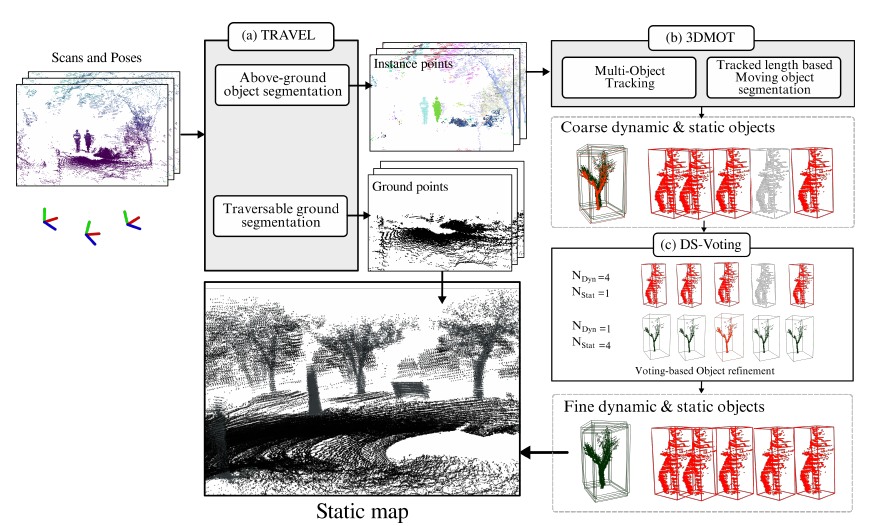 Scans and Poses
(a) TRAVEL
Above-ground
object segmentation
Traversable ground
segmentation
Instance points
Ground points
(b) 3DMOT
Multi-Object
Tracking
Tracked length based
Moving object
segmentation
Coarse dynamic & static objects
(c) DS-Voting
N_Dyn =4
N_Stat =1
N_Dyn =1
N_Stat =4
Voting-based Object refinement
Fine dynamic & static objects
Static map